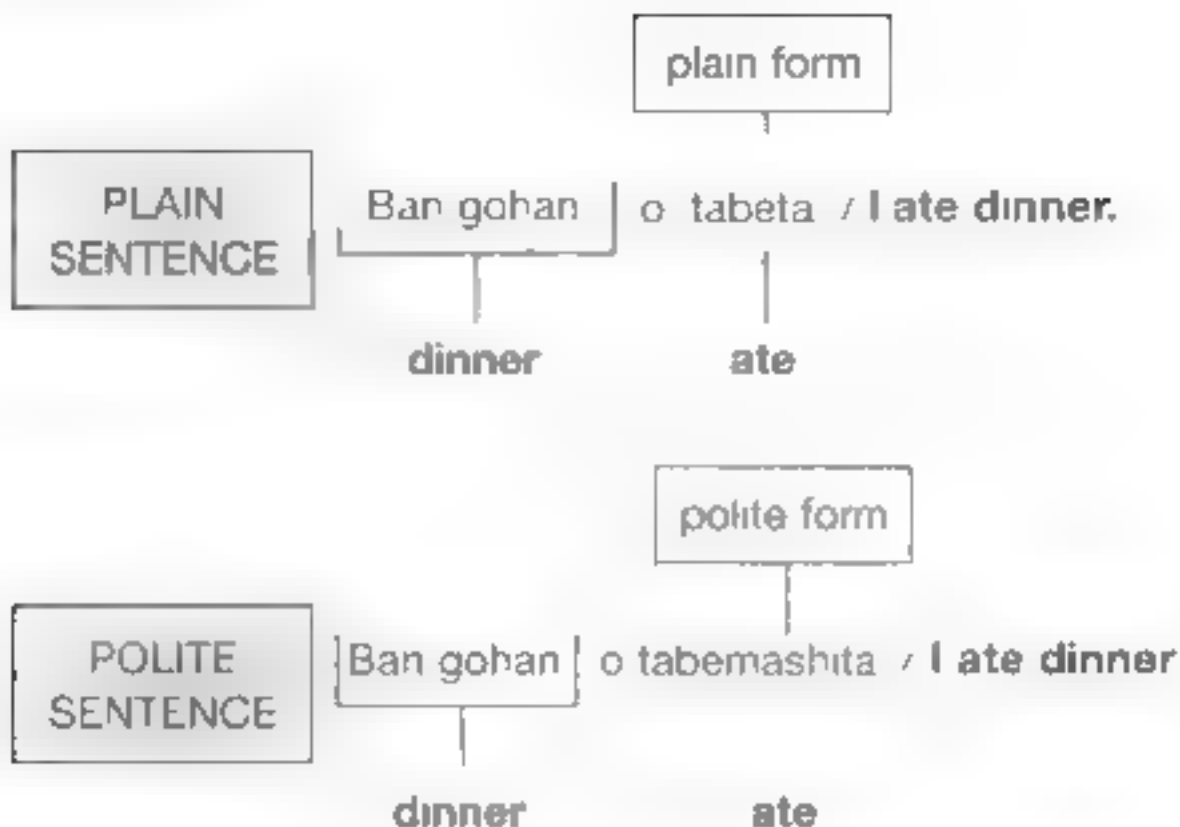 plain form
PLAIN
SENTENCE
Ban gohan o tabeta / I ate dinner.
dinner ate
polite form
POLITE
SENTENCE
Ban gohan o tabemashita / I ate dinner
dinner ate